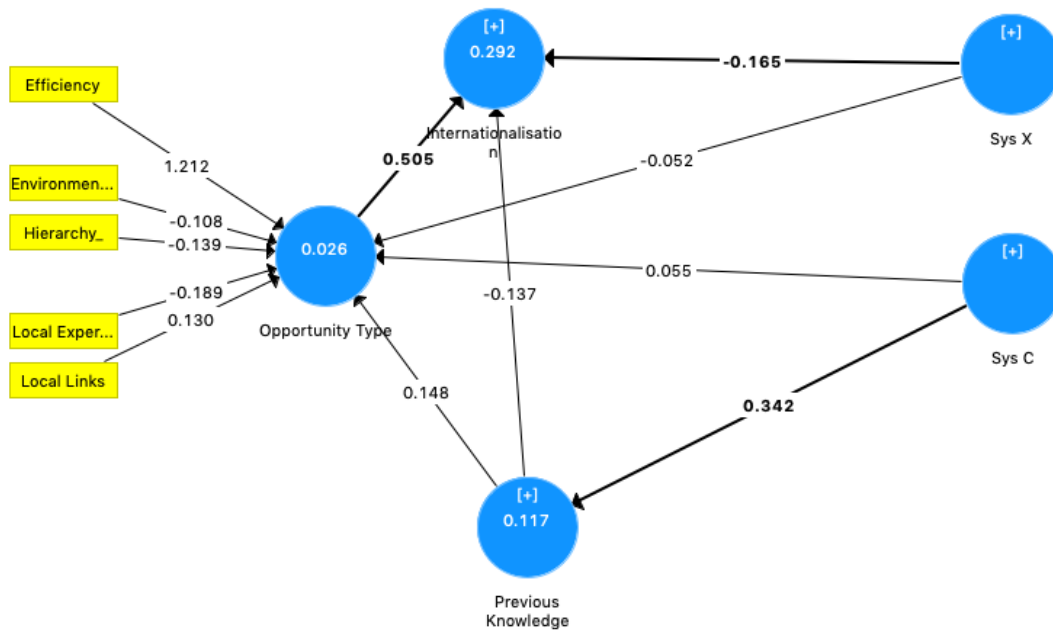 [+]
0.292
Internationalisatio
n
[+]
Sys X
-0.165
Efficiency
0.505
-0.052
1.212
Environmen...
-0.108
Hierarchy_
-0.139
0.026
Opportunity Type
[+]
Sys C
0.055
-0.137
-0.189
Local Exper...
0.130
Local Links
0.148
0.342
[+]
0.117
Previous
Knowledge